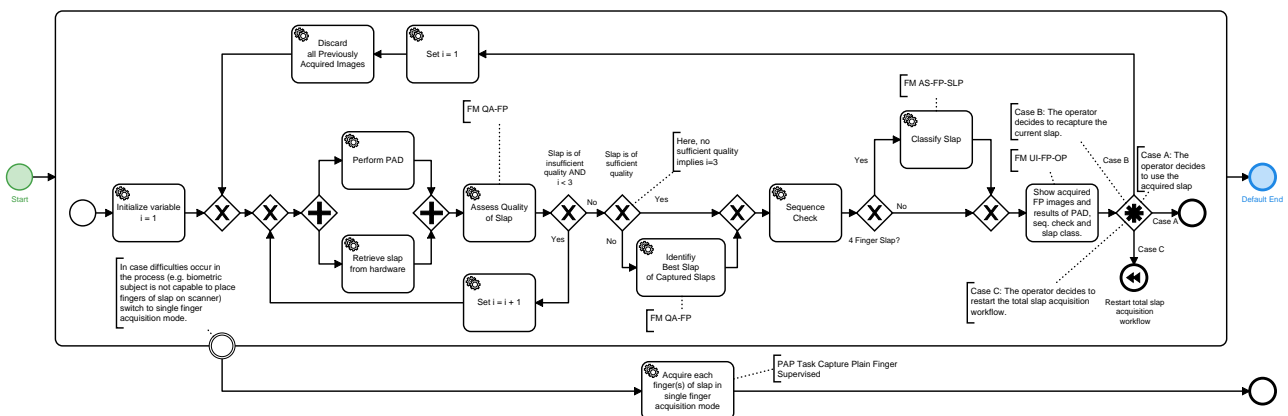 Discard
all Previously
Acquired Images
Set i = 1
FM QA-FP
FM AS-FP-SLP
Perform PAD
Slap is of
insufficient
quality AND
i < 3
Slap is of
sufficient
quality
Here, no
sufficient quality
implies i=3
Classify Slap
Case B: The operator
decides to recapture the
current slap.
FM UI-FP-OP
Case B
Case A: The
operator decides
to use the
acquired slap
Start
Default End
Initialize variable
i = 1
Assess Quality
of Slap
No
Yes
Yes
No
Sequence
Check
Yes
No
4 Finger Slap?
Show acquired
FP images and
results of PAD,
seq. check and
slap class.
Case A
Case C
Retrieve slap
from hardware
Identifiy
Best Slap
of Captured Slaps
Set i = i + 1
FM QA-FP
In case difficulties occur in
the process (e.g. biometric
subject is not capable to place
fingers of slap on scanner)
switch to single finger
acquisition mode.
Case C: The operator decides to
restart the total slap acquisition
workflow.
Restart total slap
acquisition
workflow
Acquire each
finger(s) of slap in
single finger
acquisition mode
PAP Task Capture Plain Finger
Supervised